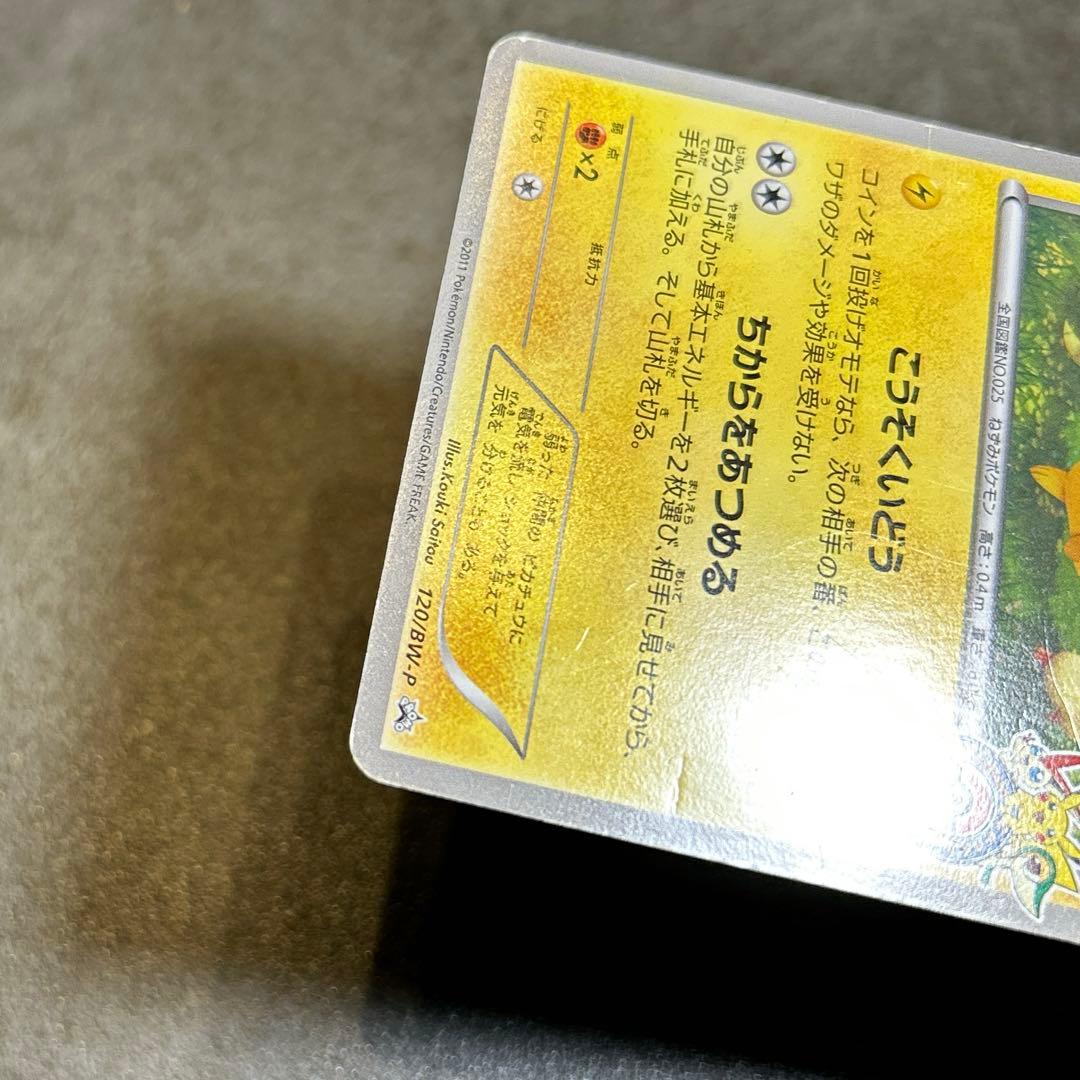 全国図鑑NO.025 ねずみポケモン 高さ：0.4m 重さ
こうそくいどう
コインを1回投げオモテなら、次の相手の番、
ワザのダメージや効果を受けない。
ちからをあつめる
自分の山札から基本エネルギーを2枚選び、相手に見せてから、
手札に加える。そして山札を切る。
弱点
×2
抵抗力
にげる
弱った 仲間の ピカチュウに
電気を 流し ショックを 与えて
元気を 分けることも ある。
Illus.Kouki Saitou 120/BW-P PROMO
©2011 Pokémon/Nintendo/Creatures/GAME FREAK.